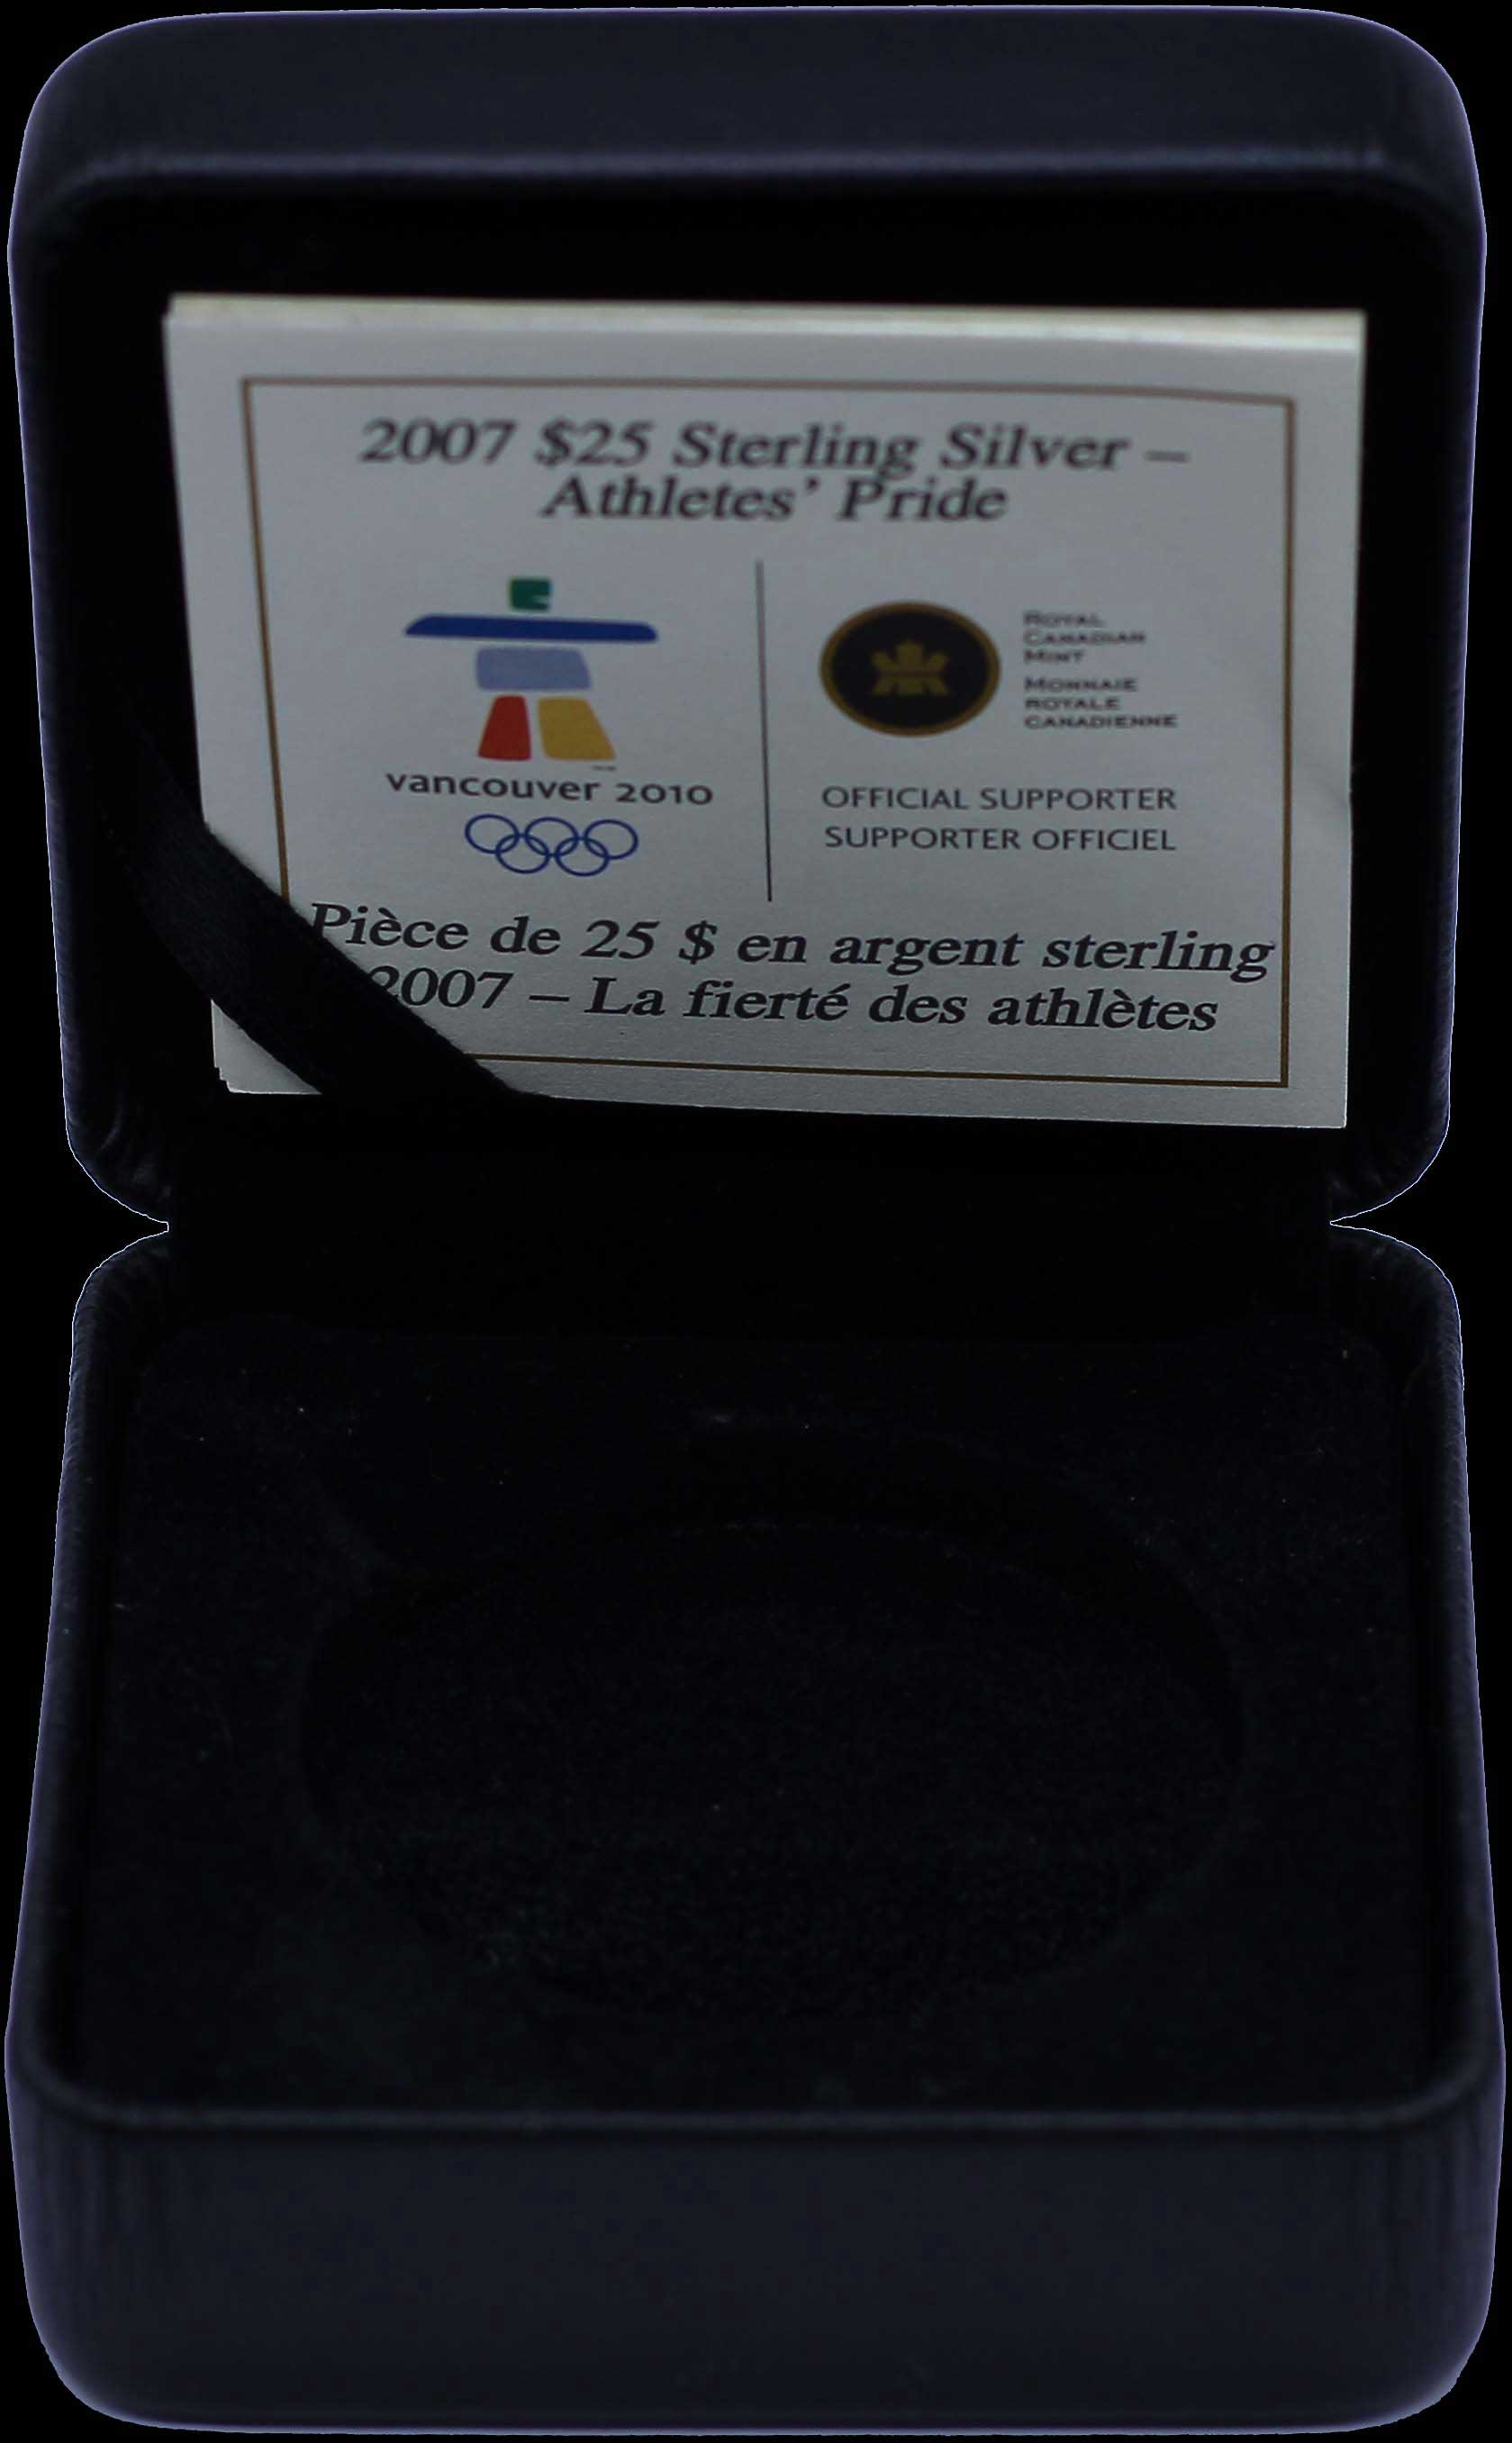 2007 $25 Sterling Silver –
Athletes’ Pride
vancouver 2010
ROYAL
CANADIAN
MINT
MONNAIE
ROYALE
CANADIENNE
OFFICIAL SUPPORTER
SUPPORTER OFFICIEL
Pièce de 25 $ en argent sterling
2007 – La fierté des athlètes